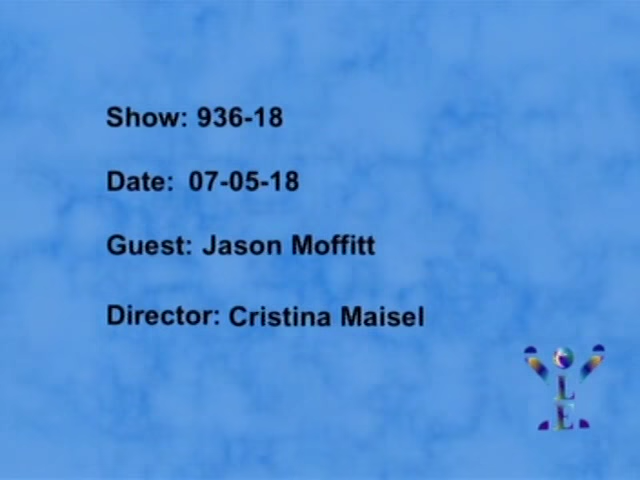 Show: 936-18
Date: 07-05-18
Guest: Jason Moffitt
Director: Cristina Maisel
L
E